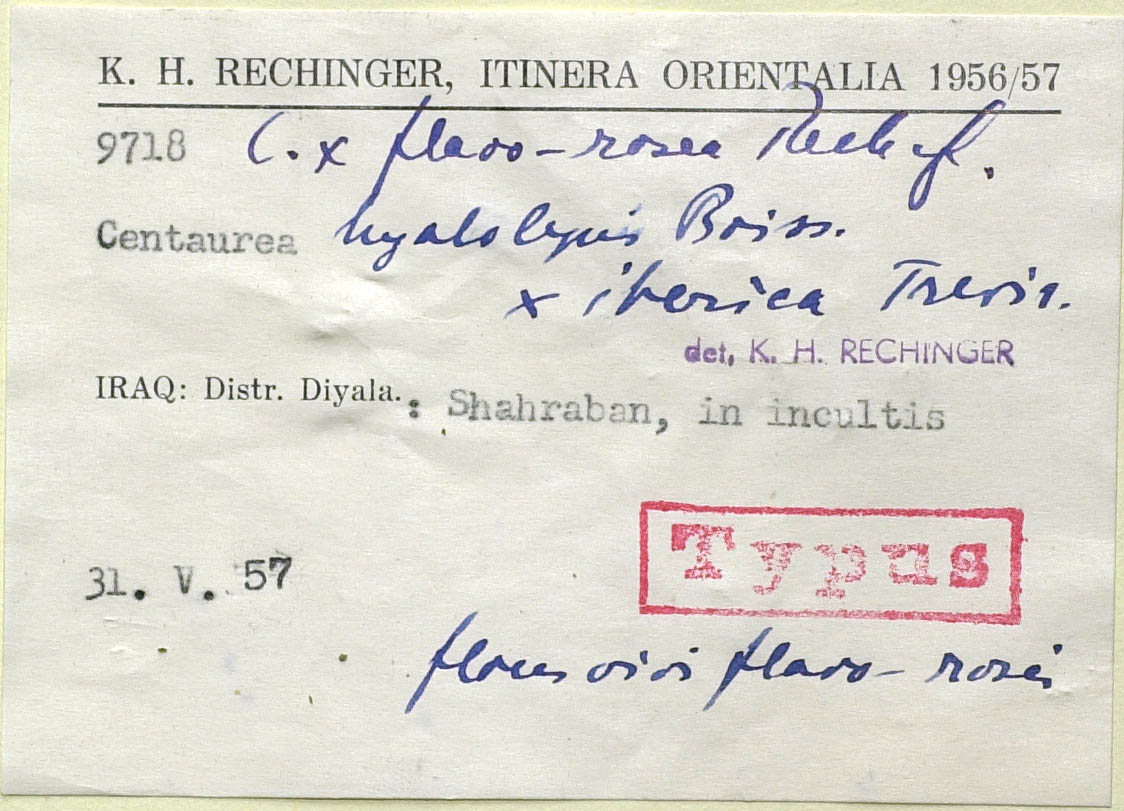 K. H. RECHINGER, ITINERA ORIENTALIA 1956/57
9718 C. x flavo-rosea Rech. f.
Centaurea hyalolepis Boiss.
x iberica Trevir.
det. K. H. RECHINGER
IRAQ: Distr. Diyala.: Shahraban, in incultis
Typus
31. V. 57
flores vivi flavo-rosei